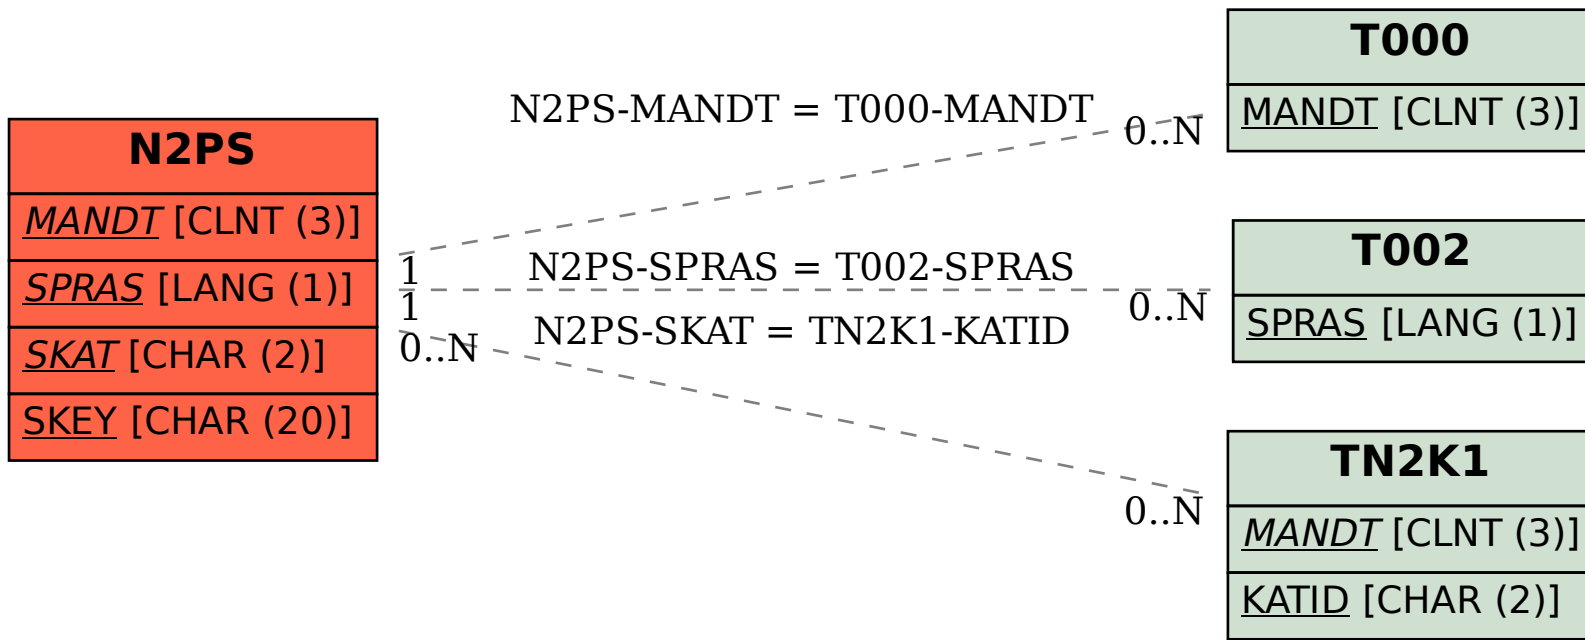 N2PS
MANDT [CLNT (3)]
SPRAS [LANG (1)]
SKAT [CHAR (2)]
SKEY [CHAR (20)]
N2PS-MANDT = T000-MANDT
0..N
1
N2PS-SPRAS = T002-SPRAS
1
0..N
N2PS-SKAT = TN2K1-KATID
0..N
0..N
T000
MANDT [CLNT (3)]
T002
SPRAS [LANG (1)]
TN2K1
MANDT [CLNT (3)]
KATID [CHAR (2)]